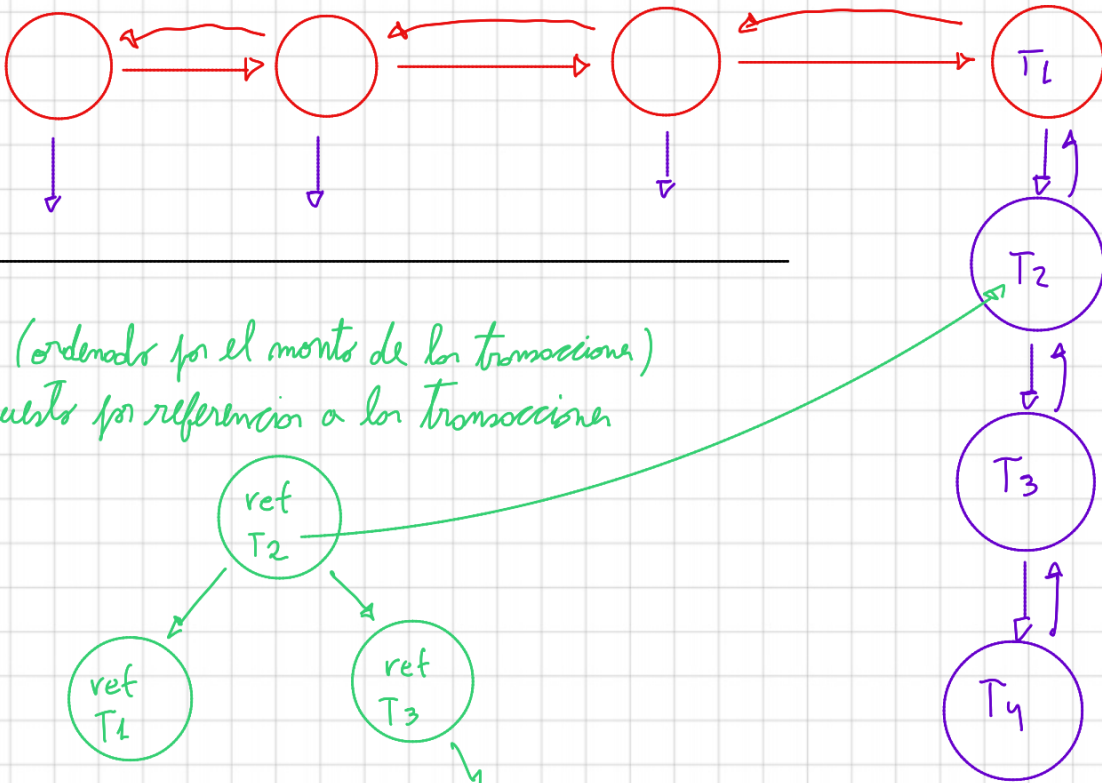 T1
T2
(ordenado por el monto de las transacciones)
uesto por referencias a las transacciones
T3
ref
T2
ref
T1
ref
T3
T4